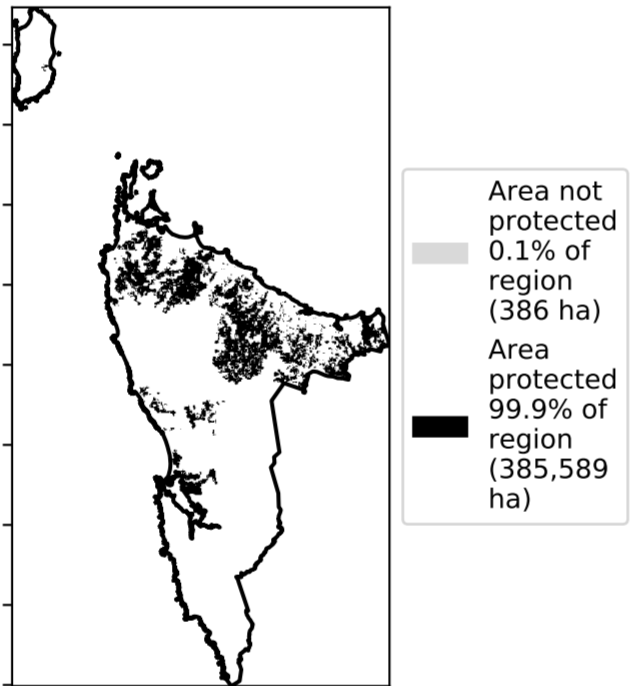 Area not
protected
0.1% of
region
(386 ha)
Area
protected
99.9% of
region
(385,589
ha)